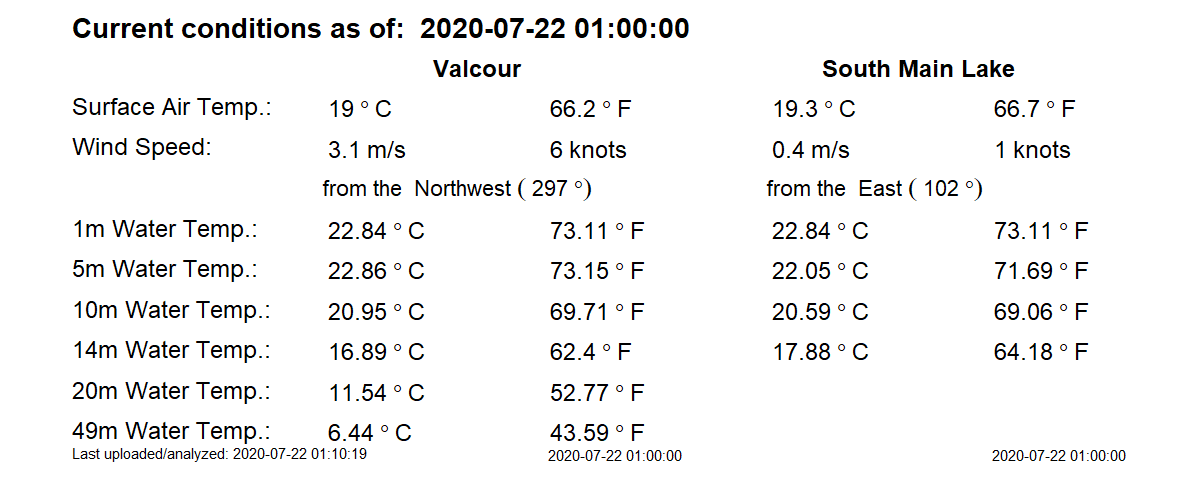 Current conditions as of:  2020-07-22 01:00:00
Valcour South Main Lake
Surface Air Temp.: 19 ° C 66.2 ° F 19.3 ° C 66.7 ° F
Wind Speed: 3.1 m/s 6 knots 0.4 m/s 1 knots
from the  Northwest ( 297 °) from the  East ( 102 °)
1m Water Temp.: 22.84 ° C 73.11 ° F 22.84 ° C 73.11 ° F
5m Water Temp.: 22.86 ° C 73.15 ° F 22.05 ° C 71.69 ° F
10m Water Temp.: 20.95 ° C 69.71 ° F 20.59 ° C 69.06 ° F
14m Water Temp.: 16.89 ° C 62.4 ° F 17.88 ° C 64.18 ° F
20m Water Temp.: 11.54 ° C 52.77 ° F
49m Water Temp.: 6.44 ° C 43.59 ° F
Last uploaded/analyzed: 2020-07-22 01:10:19 2020-07-22 01:00:00 2020-07-22 01:00:00